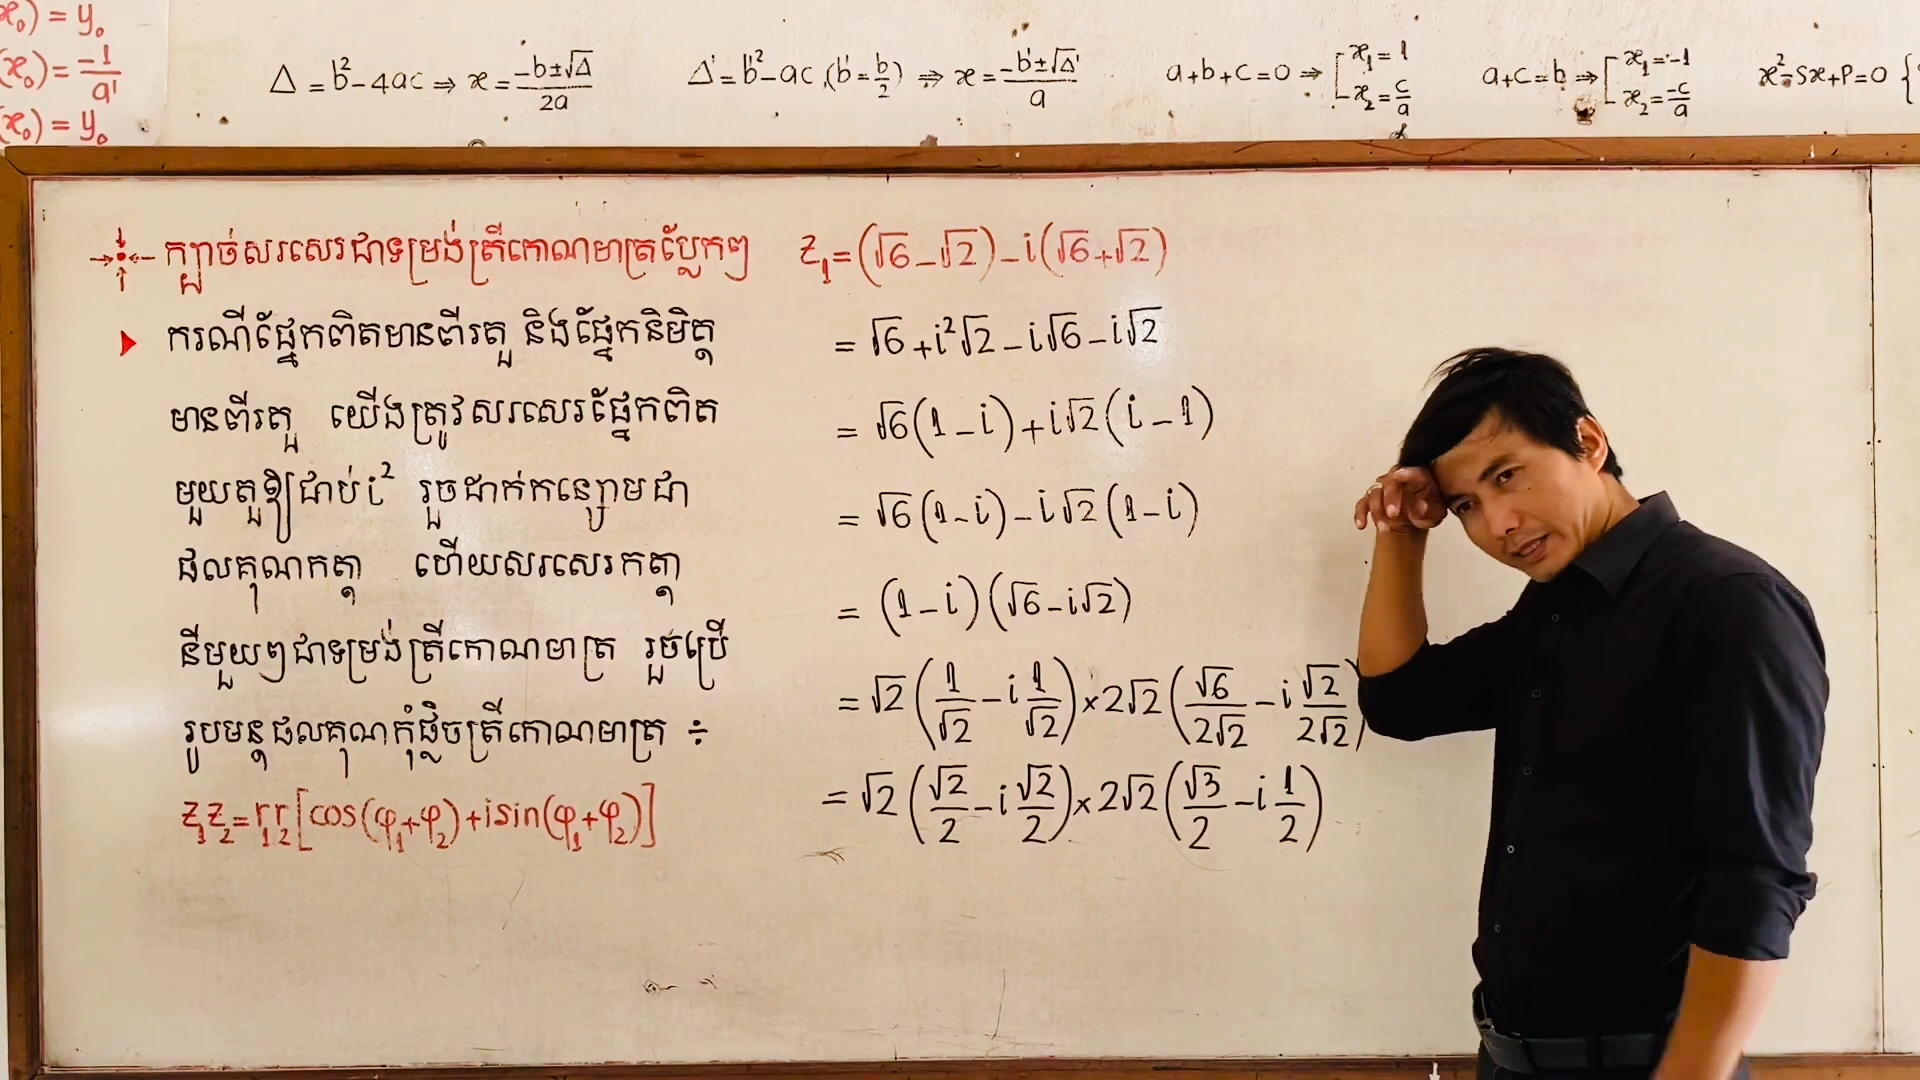 x₀) = y₀
(x₀) = -1/a'
(x₀) = y₀
Δ = b² - 4ac ⇒ x = (-b±√Δ)/2a
Δ' = b'² - ac, (b' = b/2) ⇒ x = (-b'±√Δ')/a
a+b+c=0 ⇒ [ x₁ = 1
x₂ = c/a
a+c=b ⇒ [ x₁ = -1
x₂ = -c/a
x² - Sx + P = 0 {
ក្បាច់សរសេរជាទម្រង់ត្រីកោណមាត្រប្លែកៗ
ករណីផ្នែកពិតមានពីរតួ និងផ្នែកនិមិត្ត
មានពីរតួ យើងត្រូវសរសេរផ្នែកពិត
មួយតួឱ្យជាប់ i² រួចដាក់កន្សោមជា
ផលគុណកត្តា ហើយសរសេរកត្តា
នីមួយៗជាទម្រង់ត្រីកោណមាត្រ រួចប្រើ
រូបមន្តផលគុណកុំផ្លិចត្រីកោណមាត្រ ÷
z₁z₂ = r₁r₂[cos(φ₁+φ₂)+isin(φ₁+φ₂)]
z₁ = (√6 - √2) - i(√6 + √2)
= √6 + i²√2 - i√6 - i√2
= √6(1 - i) + i√2(i - 1)
= √6(1 - i) - i√2(1 - i)
= (1 - i)(√6 - i√2)
= √2(1/√2 - i 1/√2) × 2√2(√6/2√2 - i √2/2√2)
= √2(√2/2 - i √2/2) × 2√2(√3/2 - i 1/2)